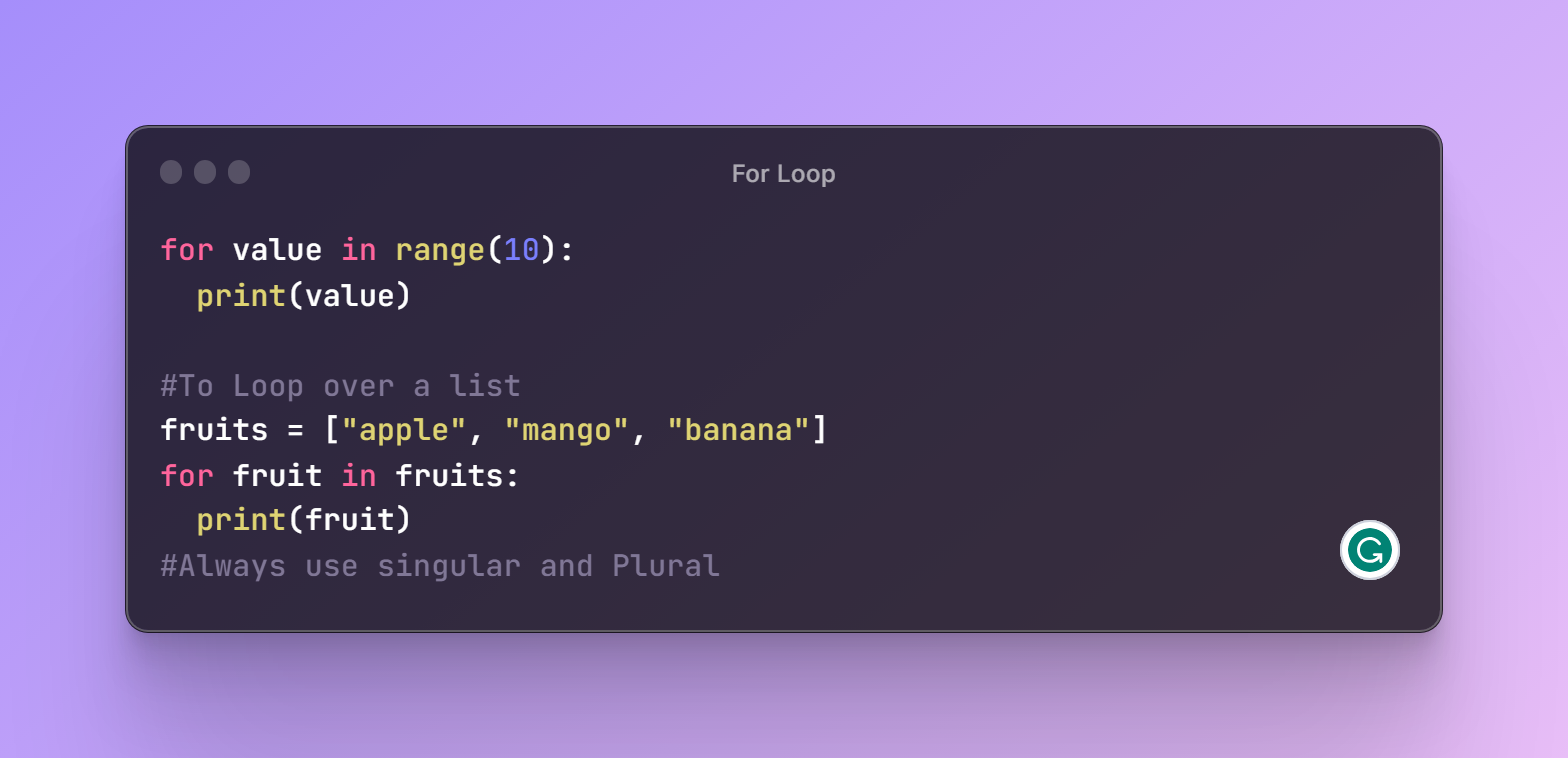 For Loop
for value in range(10):
  print(value)

#To Loop over a list
fruits = ["apple", "mango", "banana"]
for fruit in fruits:
  print(fruit)
#Always use singular and Plural